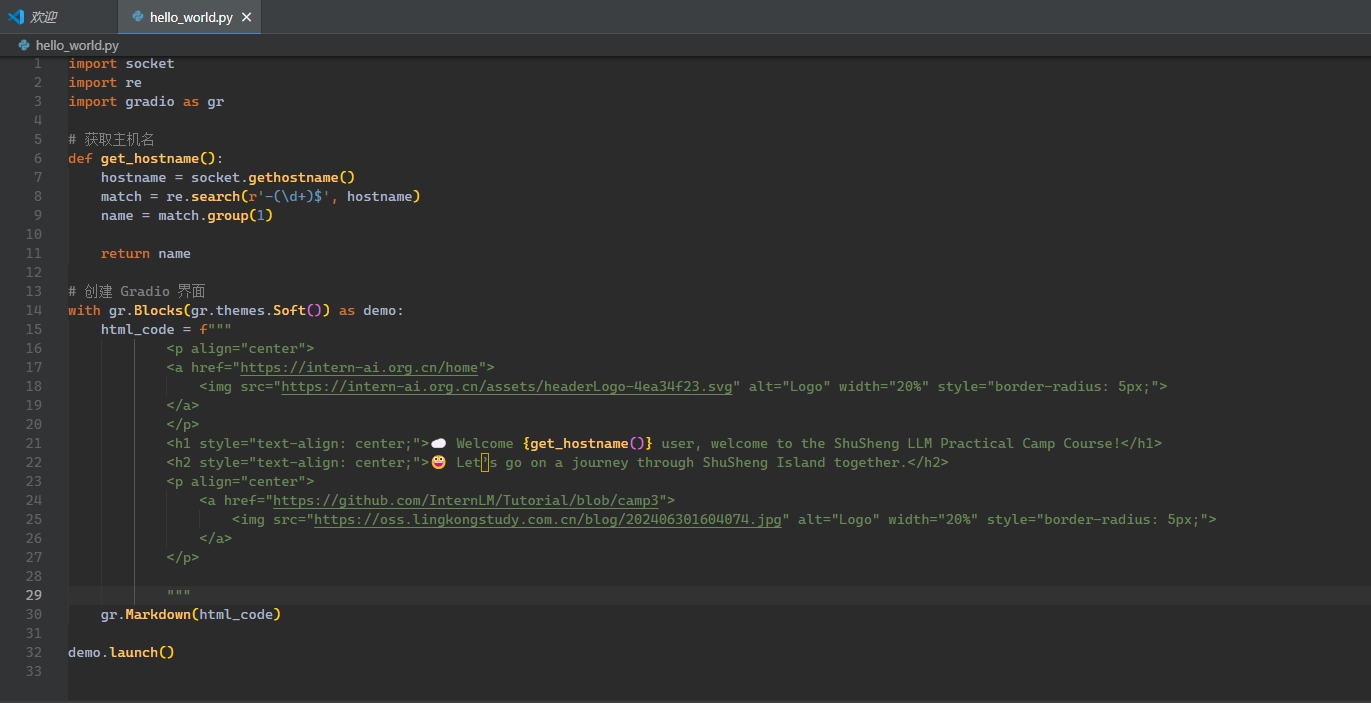 欢迎
hello_world.py
hello_world.py
1 import socket
2 import re
3 import gradio as gr
4
5 # 获取主机名
6 def get_hostname():
7     hostname = socket.gethostname()
8     match = re.search(r'-(\d+)$', hostname)
9     name = match.group(1)
10
11     return name
12
13 # 创建 Gradio 界面
14 with gr.Blocks(gr.themes.Soft()) as demo:
15     html_code = f"""
16             <p align="center">
17             <a href="https://intern-ai.org.cn/home">
18                 <img src="https://intern-ai.org.cn/assets/headerLogo-4ea34f23.svg" alt="Logo" width="20%" style="border-radius: 5px;">
19             </a>
20             </p>
21             <h1 style="text-align: center;">☁️ Welcome {get_hostname()} user, welcome to the ShuSheng LLM Practical Camp Course!</h1>
22             <h2 style="text-align: center;">😀 Let’s go on a journey through ShuSheng Island together.</h2>
23             <p align="center">
24                 <a href="https://github.com/InternLM/Tutorial/blob/camp3">
25                     <img src="https://oss.lingkongstudy.com.cn/blog/202406301604074.jpg" alt="Logo" width="20%" style="border-radius: 5px;">
26                 </a>
27             </p>
28
29             """
30     gr.Markdown(html_code)
31
32 demo.launch()
33